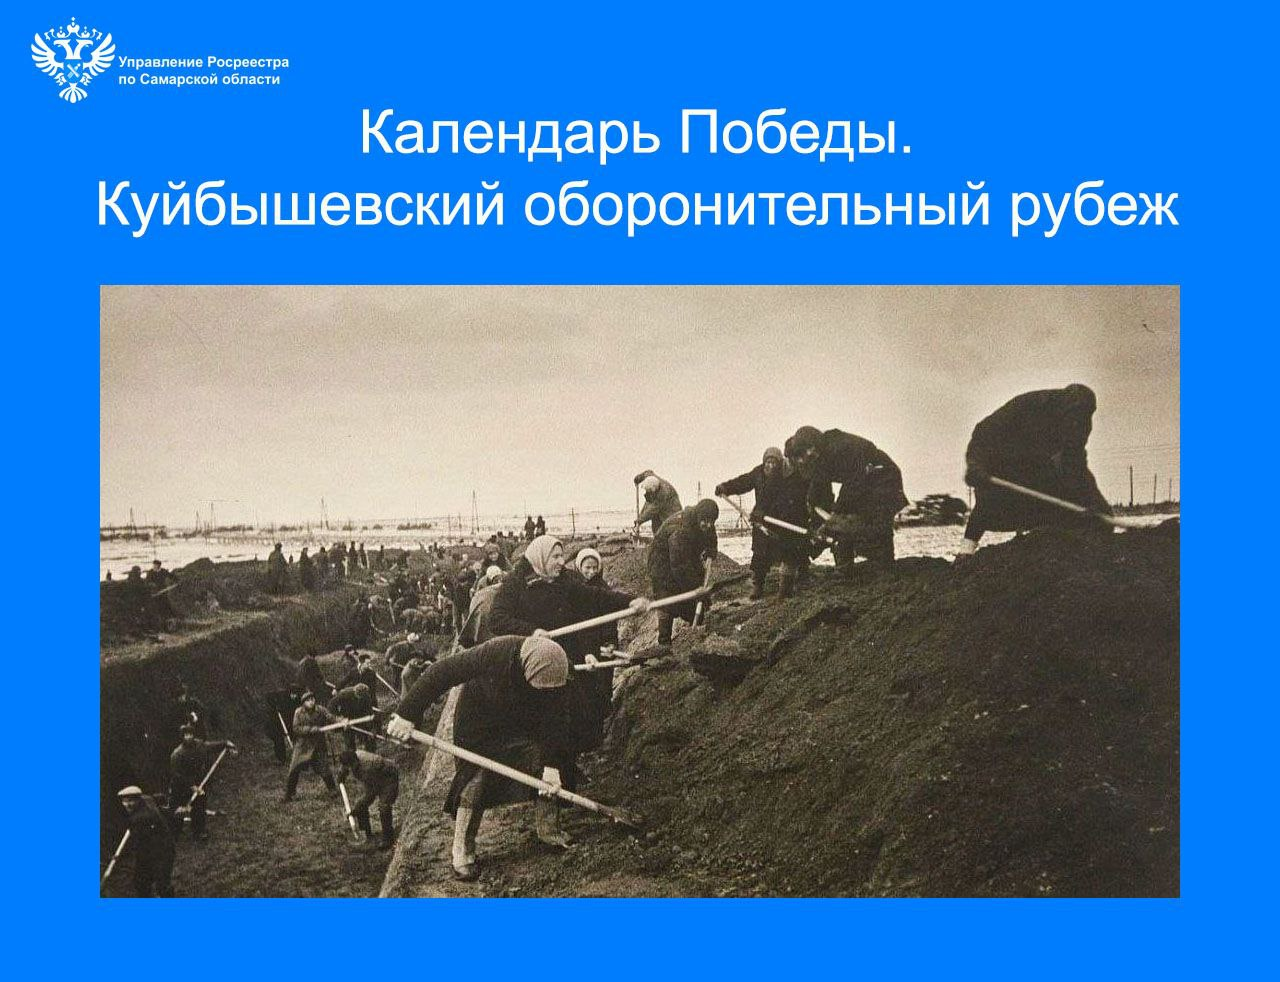 Управление Росреестра
по Самарской области
Календарь Победы.
Куйбышевский оборонительный рубеж